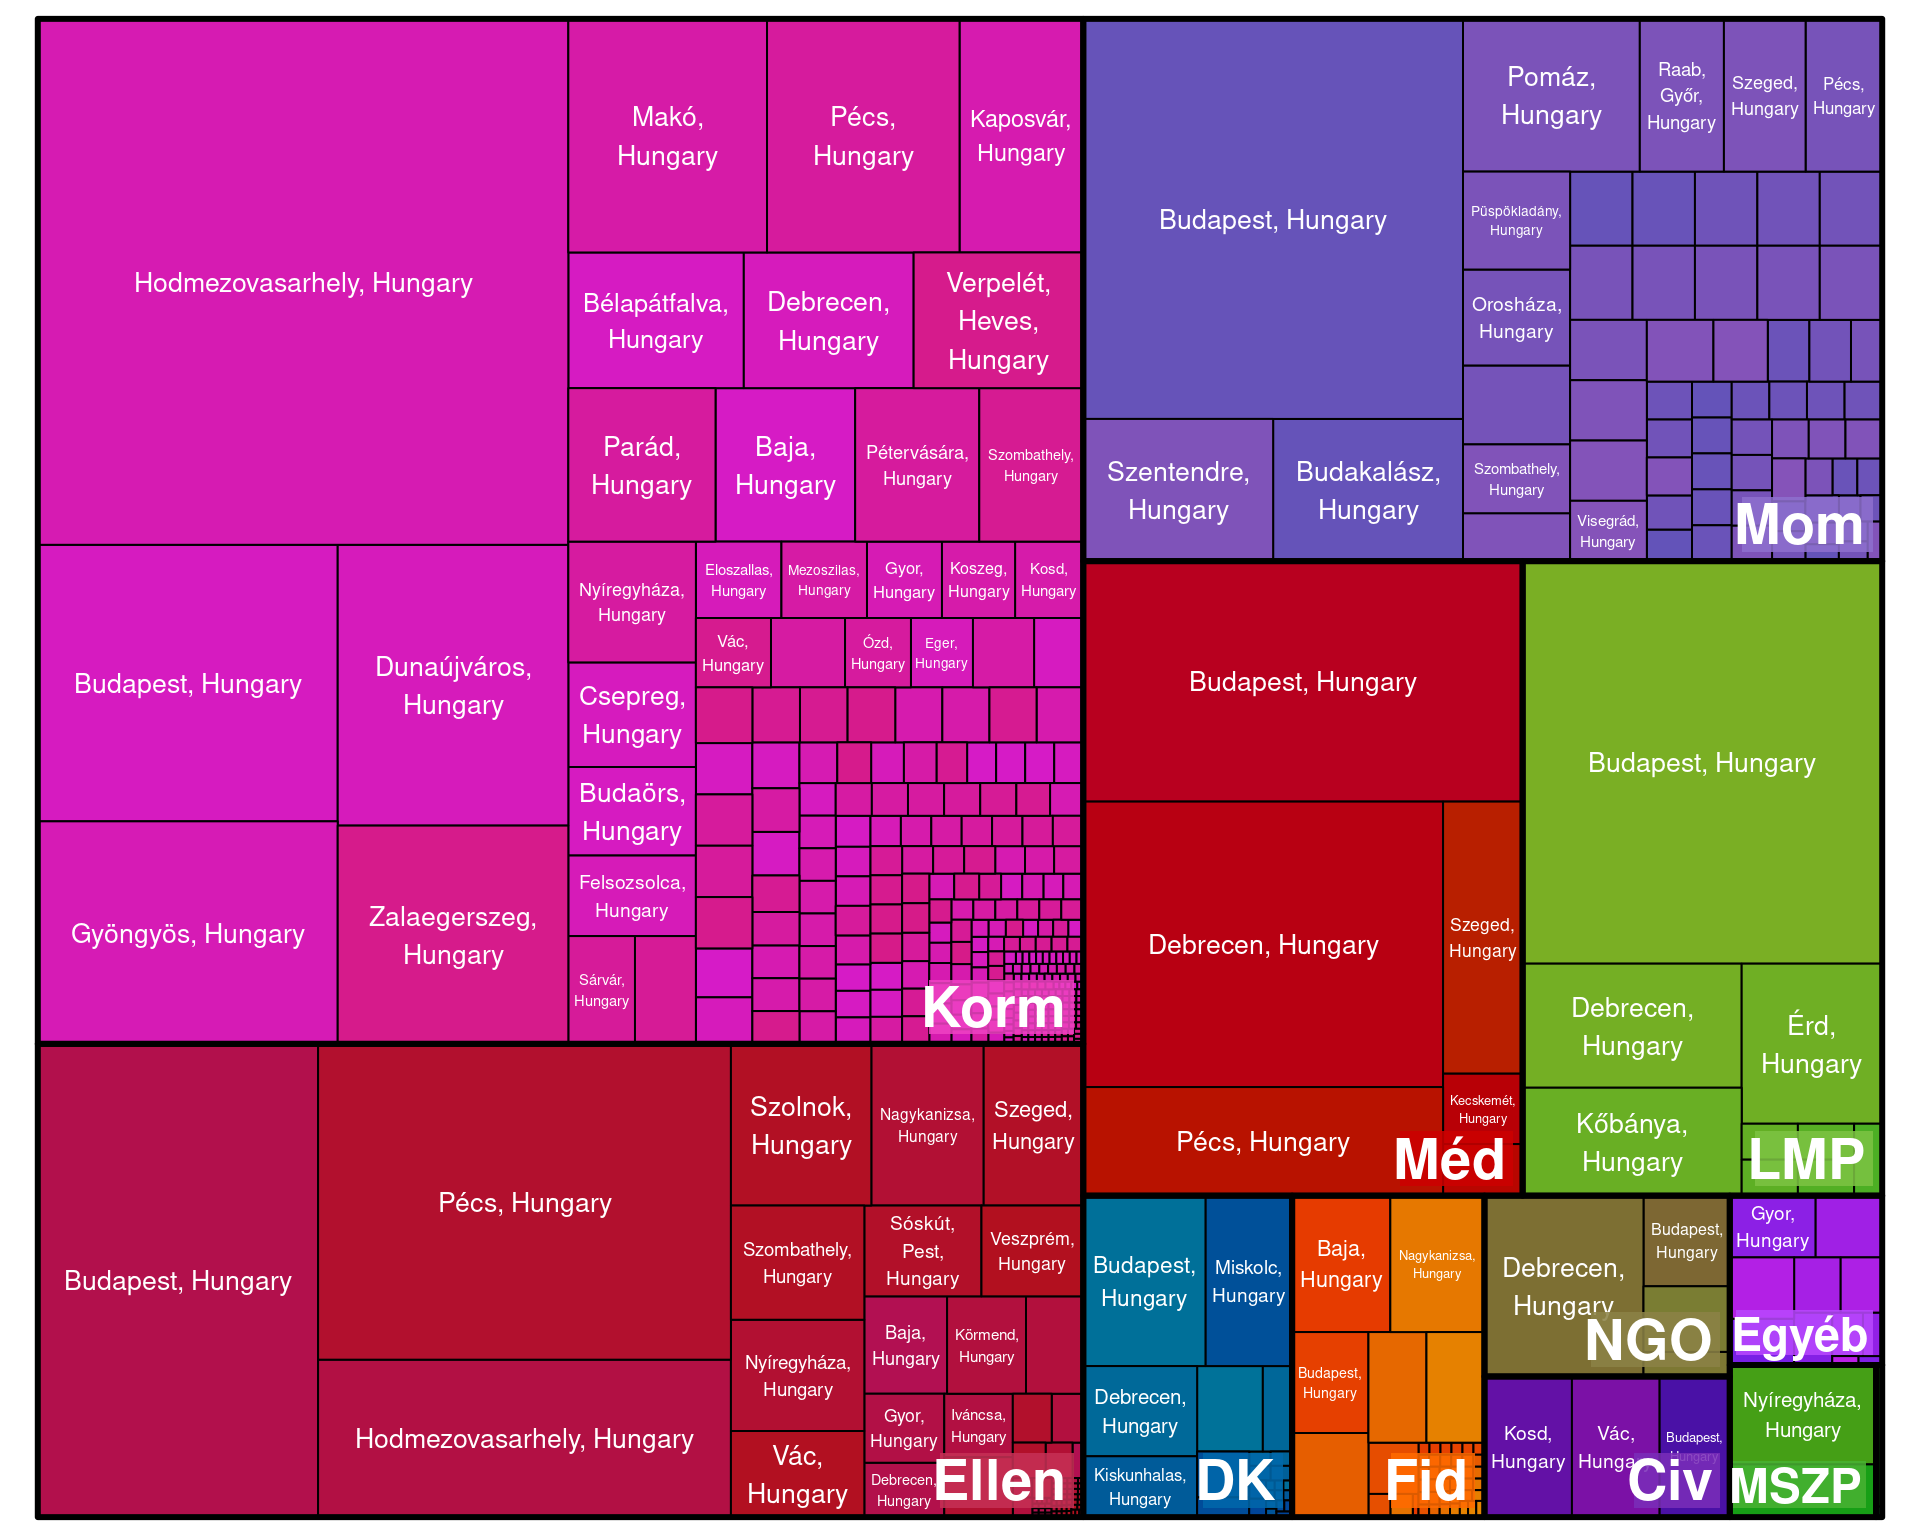 Hodmezovasarhely, Hungary
Makó,
Hungary
Pécs,
Hungary
Kaposvár,
Hungary
Bélapátfalva,
Hungary
Debrecen,
Hungary
Verpelét,
Heves,
Hungary
Parád,
Hungary
Baja,
Hungary
Pétervására,
Hungary
Szombathely,
Hungary
Budapest, Hungary
Dunaújváros,
Hungary
Gyöngyös, Hungary
Zalaegerszeg,
Hungary
Nyíregyháza,
Hungary
Eloszallas,
Hungary
Mezoszilas,
Hungary
Gyor,
Hungary
Koszeg,
Hungary
Kosd,
Hungary
Vác,
Hungary
Ózd,
Hungary
Eger,
Hungary
Csepreg,
Hungary
Budaörs,
Hungary
Felsozsolca,
Hungary
Sárvár,
Hungary
Korm
Budapest, Hungary
Pomáz,
Hungary
Raab,
Győr,
Hungary
Szeged,
Hungary
Pécs,
Hungary
Püspökladány,
Hungary
Orosháza,
Hungary
Szentendre,
Hungary
Budakalász,
Hungary
Szombathely,
Hungary
Visegrád,
Hungary
Mom
Budapest, Hungary
Debrecen, Hungary
Szeged,
Hungary
Kecskemét,
Hungary
Pécs, Hungary
Méd
Budapest, Hungary
Debrecen,
Hungary
Érd,
Hungary
Kőbánya,
Hungary
LMP
Budapest, Hungary
Pécs, Hungary
Hodmezovasarhely, Hungary
Szolnok,
Hungary
Nagykanizsa,
Hungary
Szeged,
Hungary
Szombathely,
Hungary
Sóskút,
Pest,
Hungary
Veszprém,
Hungary
Nyíregyháza,
Hungary
Baja,
Hungary
Körmend,
Hungary
Vác,
Hungary
Gyor,
Hungary
Iváncsa,
Hungary
Debrecen,
Hungary
Ellen
Budapest,
Hungary
Miskolc,
Hungary
Debrecen,
Hungary
Kiskunhalas,
Hungary
DK
Baja,
Hungary
Nagykanizsa,
Hungary
Budapest,
Hungary
Fid
Debrecen,
Hungary
Budapest,
Hungary
NGO
Kosd,
Hungary
Vác,
Hungary
Budapest,
Hungary
Civ
Gyor,
Hungary
Egyéb
Nyíregyháza,
Hungary
MSZP